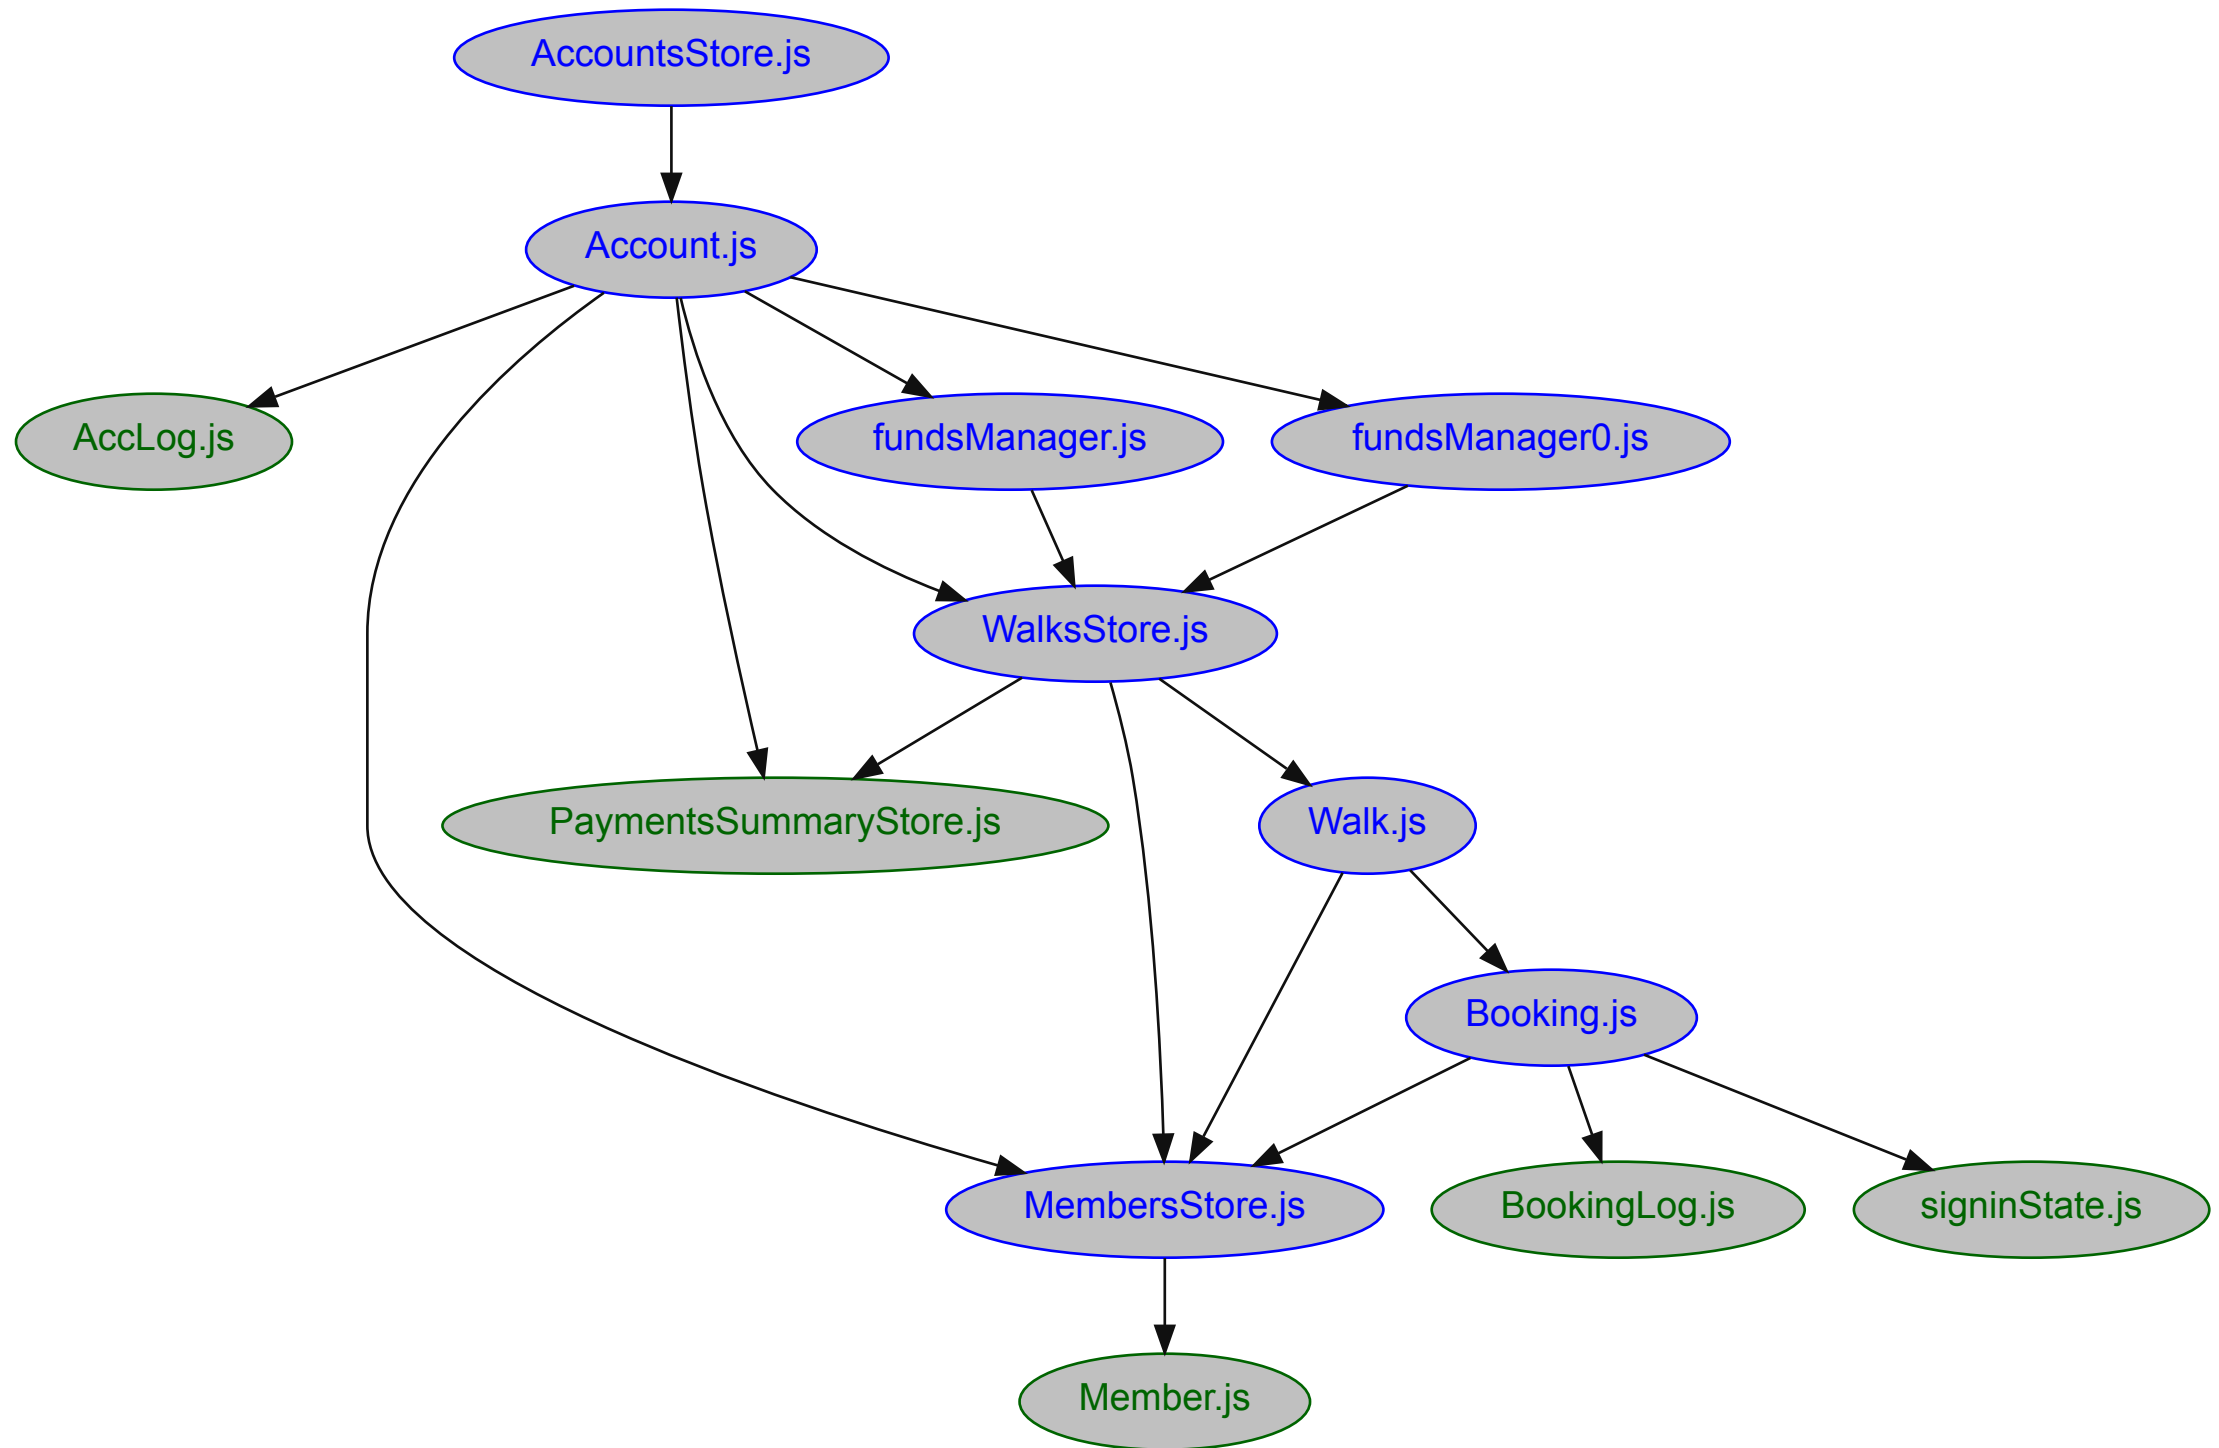 AccountsStore.js
Account.js
AccLog.js
fundsManager.js
fundsManager0.js
WalksStore.js
PaymentsSummaryStore.js
Walk.js
Booking.js
MembersStore.js
BookingLog.js
signinState.js
Member.js